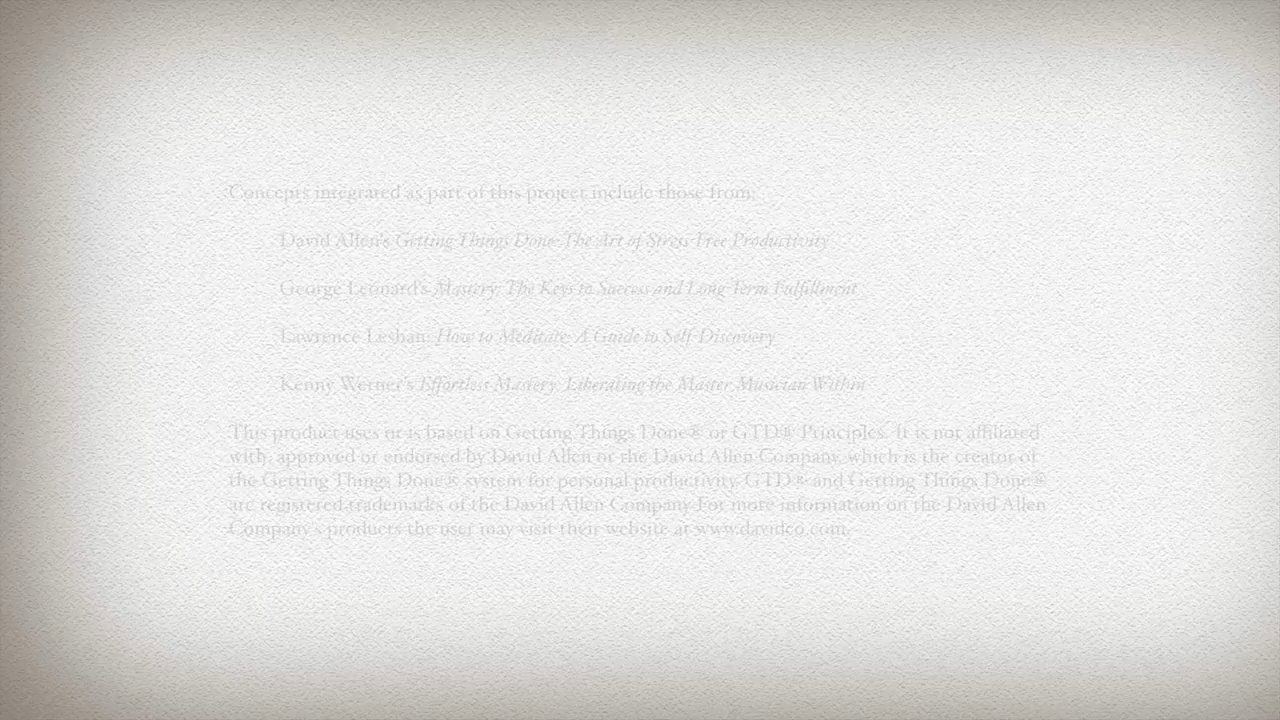 Concepts integrated as part of this project include those from:
David Allen's Getting Things Done: The Art of Stress-Free Productivity
George Leonard's Mastery: The Keys to Success and Long-Term Fulfillment
Lawrence Leshan: How to Meditate: A Guide to Self-Discovery
Kenny Werner's Effortless Mastery: Liberating the Master Musician Within
This product uses or is based on Getting Things Done® or GTD® Principles. It is not affiliated
with, approved or endorsed by David Allen or the David Allen Company, which is the creator of
the Getting Things Done® system for personal productivity. GTD® and Getting Things Done®
are registered trademarks of the David Allen Company For more information on the David Allen
Company's products the user may visit their website at www.davidco.com.